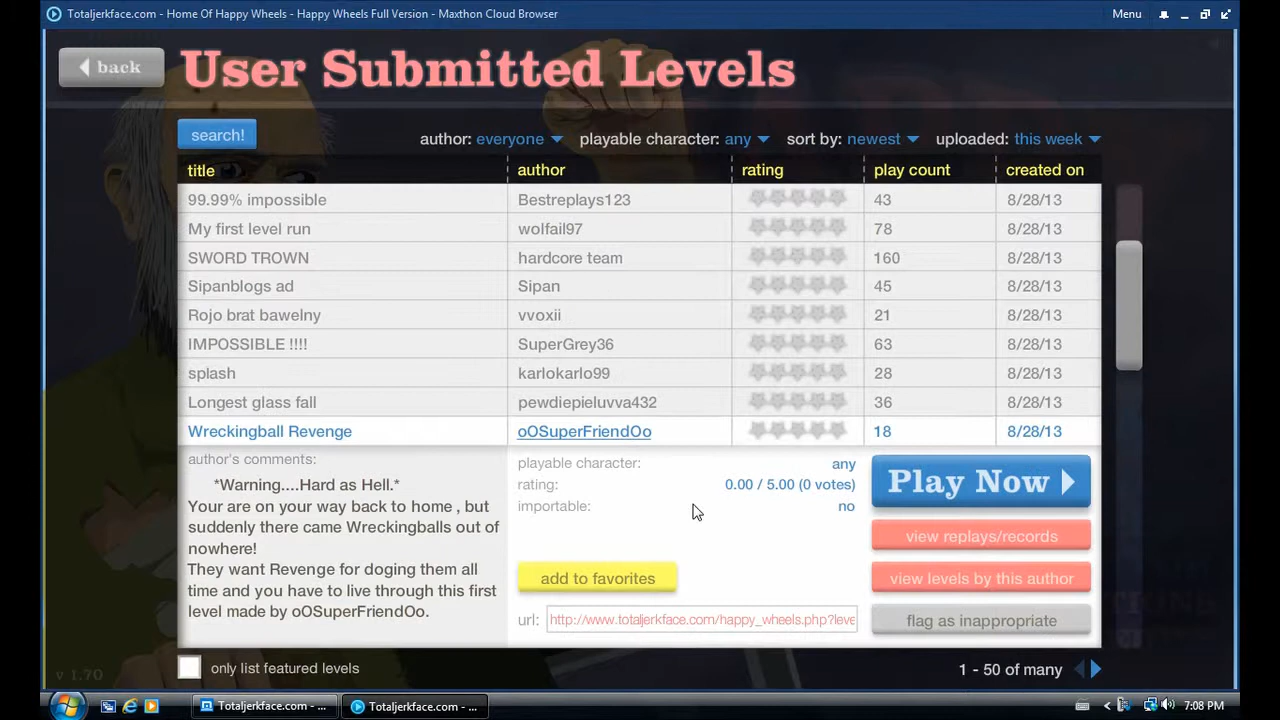 Totaljerkface.com - Home Of Happy Wheels - Happy Wheels Full Version - Maxthon Cloud Browser
Menu
back
User Submitted Levels
search!
author: everyone
playable character: any
sort by: newest
uploaded: this week
title author rating play count created on
99.99% impossible Bestreplays123 43 8/28/13
My first level run wolfail97 78 8/28/13
SWORD TROWN hardcore team 160 8/28/13
Sipanblogs ad Sipan 45 8/28/13
Rojo brat bawelny vvoxii 21 8/28/13
IMPOSSIBLE !!!! SuperGrey36 63 8/28/13
splash karlokarlo99 28 8/28/13
Longest glass fall pewdiepieluvva432 36 8/28/13
Wreckingball Revenge oOSuperFriendOo 18 8/28/13
author's comments:
*Warning....Hard as Hell.*
Your are on your way back to home , but
suddenly there came Wreckingballs out of
nowhere!
They want Revenge for doging them all
time and you have to live through this first
level made by oOSuperFriendOo.
playable character: any
rating: 0.00 / 5.00 (0 votes)
importable: no
add to favorites
url: http://www.totaljerkface.com/happy_wheels.php?leve
Play Now
view replays/records
view levels by this author
flag as inappropriate
only list featured levels
1 - 50 of many
v 1.70
Totaljerkface.com - ...
Totaljerkface.com - ...
7:08 PM